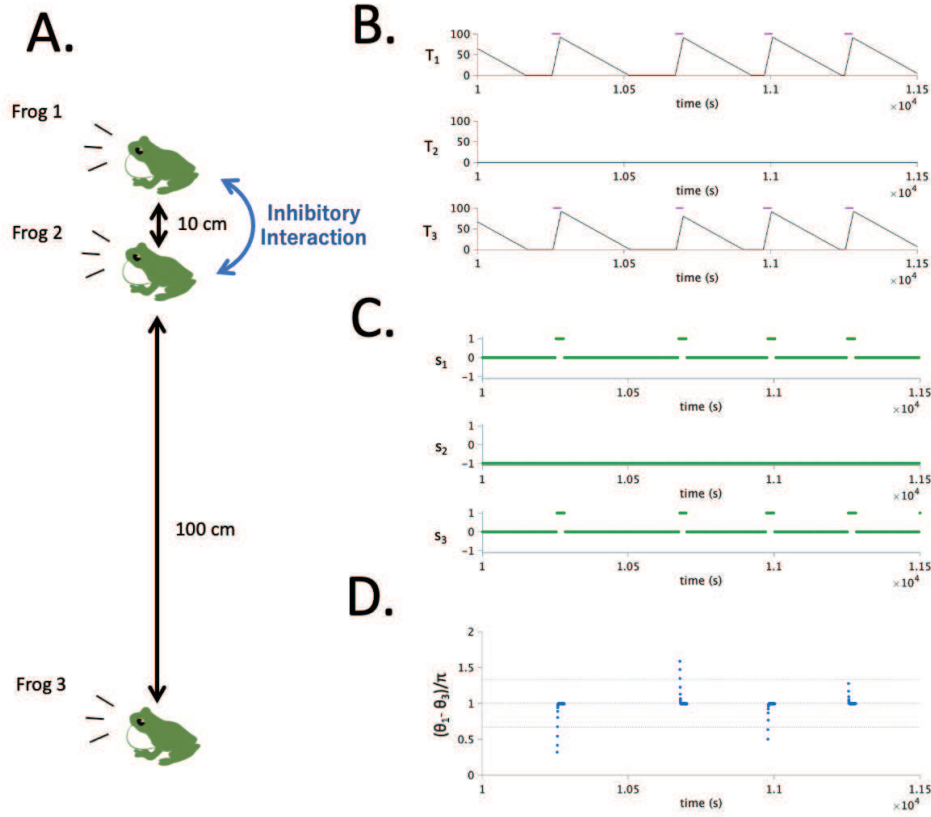 A.
Frog 1
Frog 2
10 cm
Inhibitory
Interaction
100 cm
Frog 3
B.
T1
100
50
0
1
1.05
1.1
1.15
time (s)
×10^4
T2
100
50
0
1
1.05
1.1
1.15
time (s)
×10^4
T3
100
50
0
1
1.05
1.1
1.15
time (s)
×10^4
C.
s1
1
0
−1
1
1.05
1.1
1.15
time (s)
×10^4
s2
1
0
−1
1
1.05
1.1
1.15
time (s)
×10^4
s3
1
0
−1
1
1.05
1.1
1.15
time (s)
×10^4
D.
(θ1- θ3)/π
2
1.5
1
0.5
0
1
1.05
1.1
1.15
time (s)
×10^4